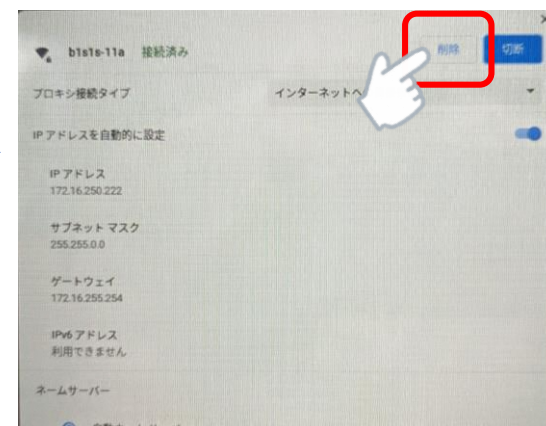 b1s1s-11a 接続済み
削除
切断
プロキシ接続タイプ
インターネットへ
IP アドレスを自動的に設定
IP アドレス
172.16.250.222
サブネット マスク
255.255.0.0
ゲートウェイ
172.16.255.254
IPv6 アドレス
利用できません
ネームサーバー